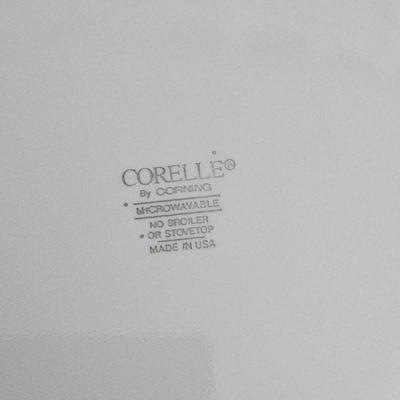 CORELLE®
By CORNING
MICROWAVABLE
NO BROILER
OR STOVETOP
MADE IN USA